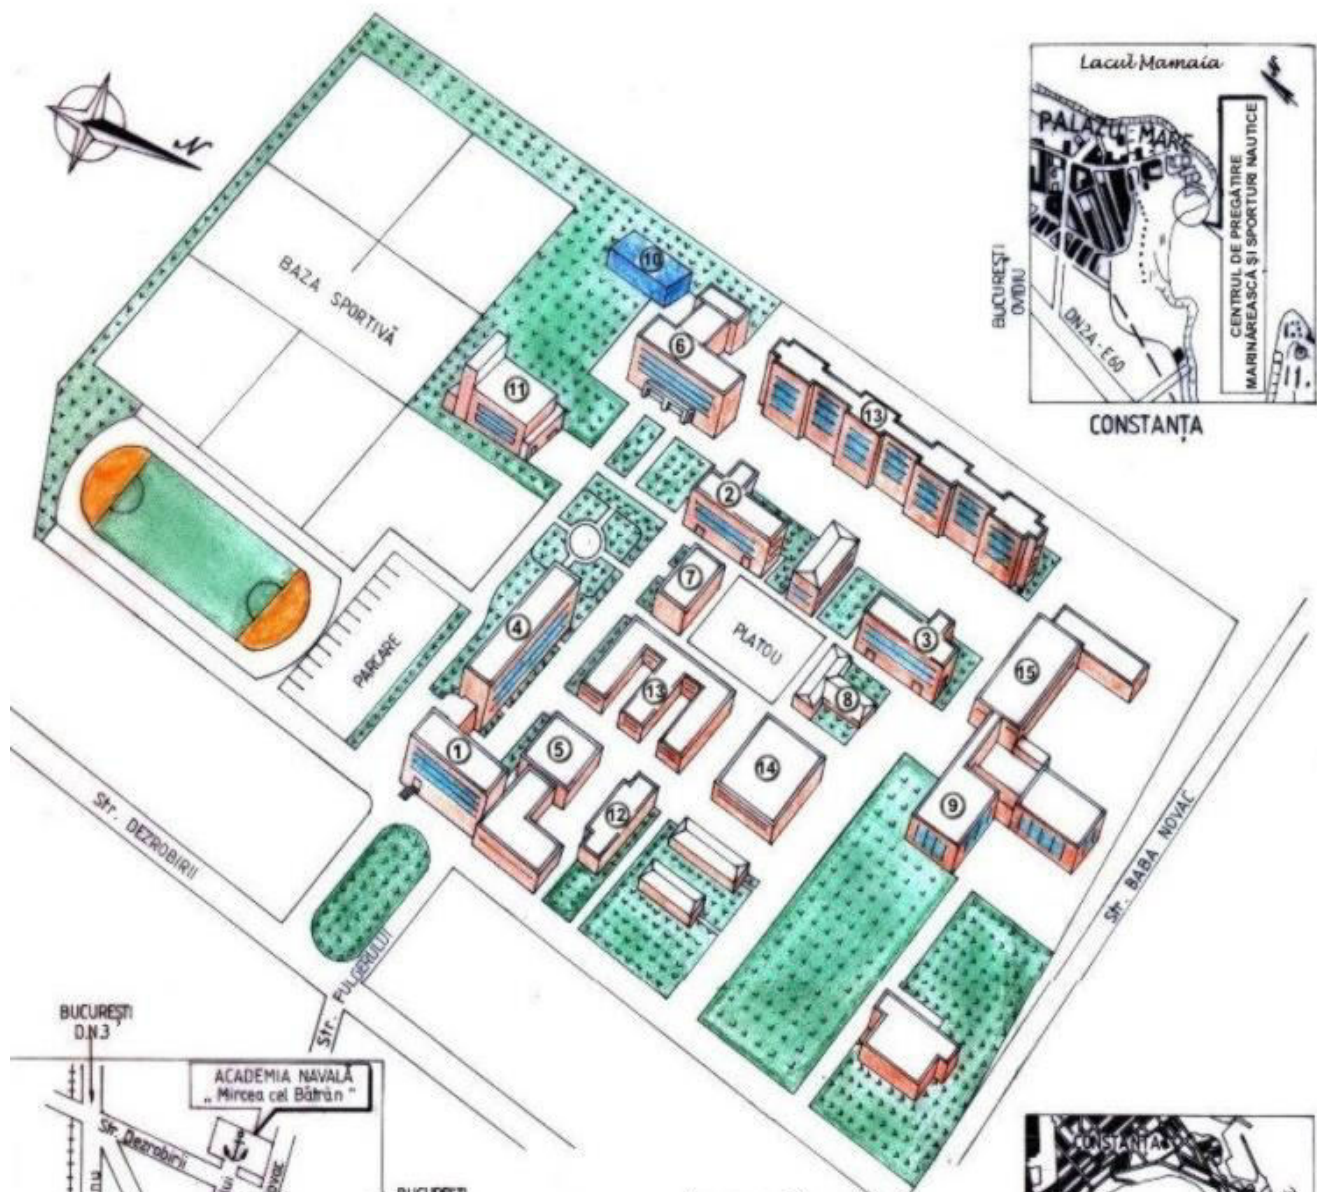 N
BAZA SPORTIVĂ
10
6
11
13
2
7
4
PLATOU
3
PARCARE
13
8
15
1
5
14
12
9
Str. DEZROBIRII
Str. FULGERULUI
Str. BABA NOVAC
Lacul Mamaia
PALAZU MARE
CENTRUL DE PREGĂTIRE
MARINĂREASCĂ ȘI SPORTURI NAUTICE
BUCUREȘTI
OVIDIU
DN2A-E60
CONSTANȚA
BUCUREȘTI
D.N.3
ACADEMIA NAVALĂ
„ Mircea cel Bătrân "
Str. Dezrobirii
CONSTANȚA